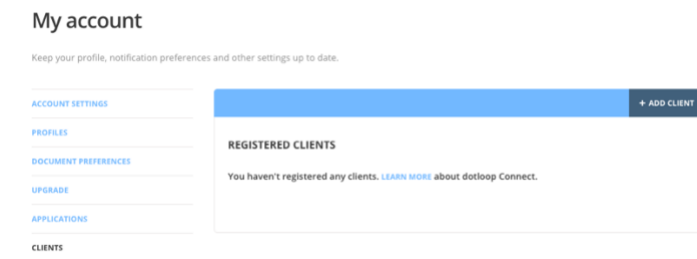 My account
Keep your profile, notification preferences and other settings up to date.
ACCOUNT SETTINGS
PROFILES
DOCUMENT PREFERENCES
UPGRADE
APPLICATIONS
CLIENTS
+ ADD CLIENT
REGISTERED CLIENTS
You haven't registered any clients. LEARN MORE about dotloop Connect.